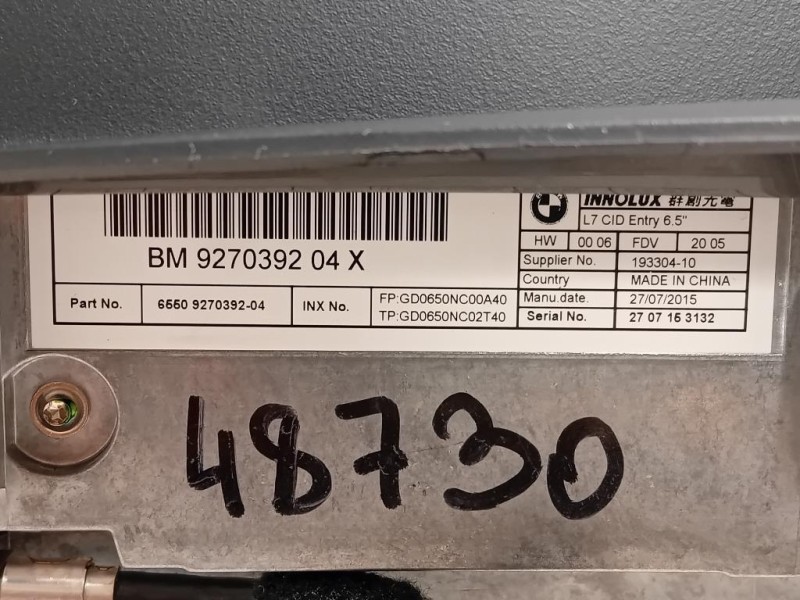 INNOLUX 群創光電
L7 CID Entry 6.5"
BM 9270392 04 X
HW 00 06 FDV 20 05
Supplier No. 193304-10
Country MADE IN CHINA
Part No. 6550 9270392-04 INX No. FP:GD0650NC00A40
TP:GD0650NC02T40
Manu.date. 27/07/2015
Serial No. 27 07 15 3132
48730